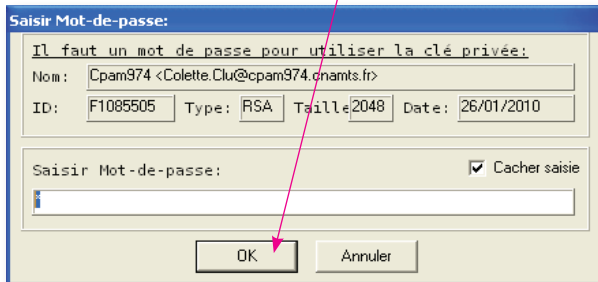 Saisir Mot-de-passe:
Il faut un mot de passe pour utiliser la clé privée:
Nom: Cpam974 <Colette.Clu@cpam974.cnamts.fr>
ID: F1085505 Type: RSA Taille 2048 Date: 26/01/2010
Saisir Mot-de-passe: Cacher saisie
*
OK Annuler